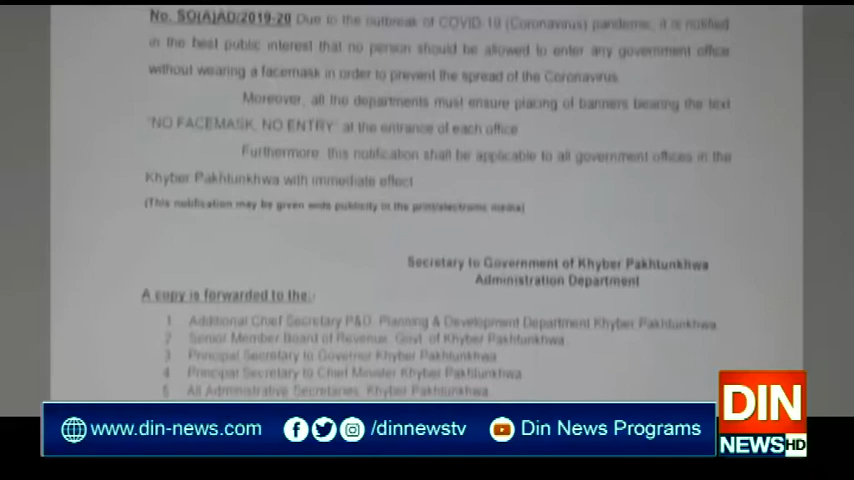 No. SO(A)AD/2019-20 Due to the outbreak of COVID-19 (Coronavirus) pandemic, it is notified
in the best public interest that no person should be allowed to enter any government office
without wearing a facemask in order to prevent the spread of the Coronavirus.
Moreover, all the departments must ensure placing of banners bearing the text
"NO FACEMASK, NO ENTRY" at the entrance of each office.
Furthermore, this notification shall be applicable to all government offices in the
Khyber Pakhtunkhwa with immediate effect.
(This notification may be given wide publicity in the print/electronic media)
Secretary to Government of Khyber Pakhtunkhwa
Administration Department
A copy is forwarded to the:-
1 Additional Chief Secretary P&D, Planning & Development Department Khyber Pakhtunkhwa.
2 Senior Member Board of Revenue, Govt. of Khyber Pakhtunkhwa.
3 Principal Secretary to Governor Khyber Pakhtunkhwa
4 Principal Secretary to Chief Minister Khyber Pakhtunkhwa
5 All Administrative Secretaries, Khyber Pakhtunkhwa.
www.din-news.com /dinnewstv Din News Programs
DIN
NEWS HD